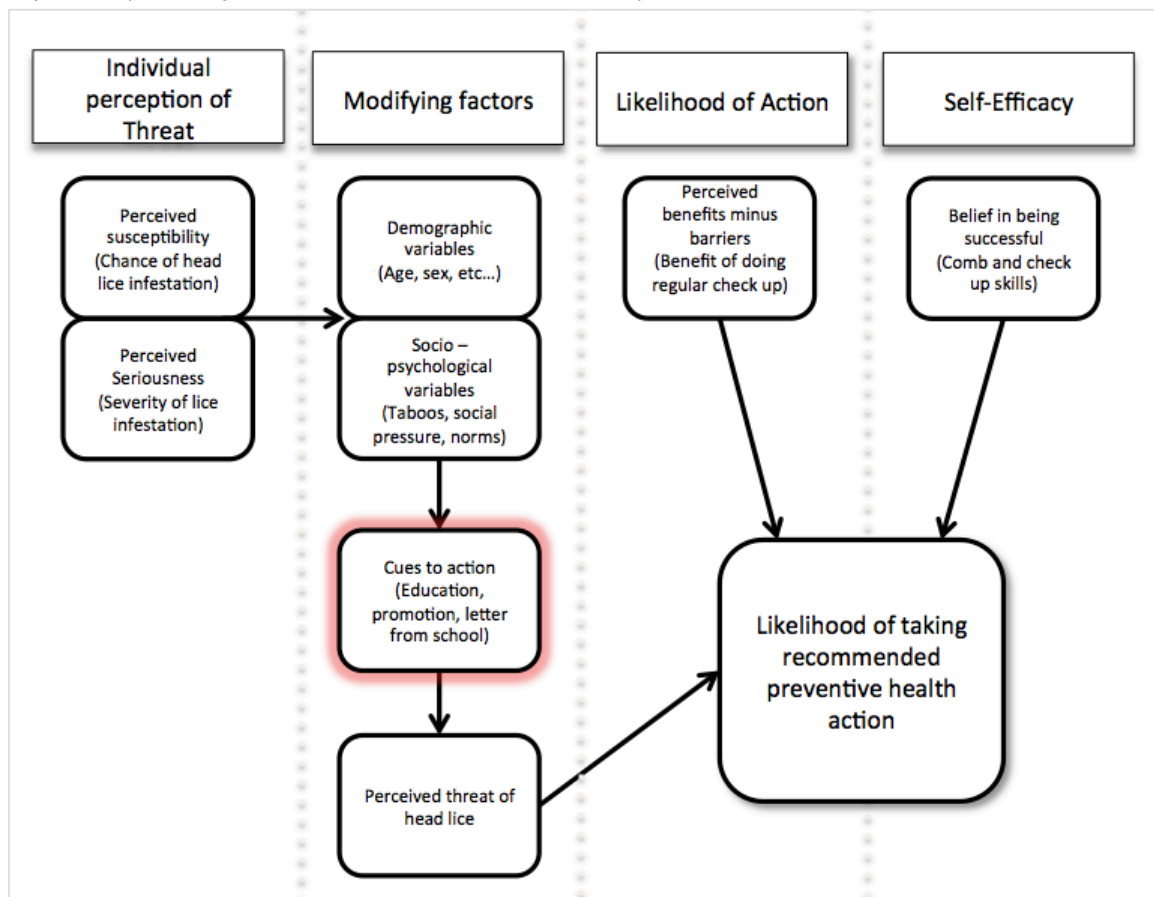 Individual
perception of
Threat
Modifying factors
Likelihood of Action
Self-Efficacy
Perceived
susceptibility
(Chance of head
lice infestation)
Perceived
Seriousness
(Severity of lice
infestation)
Demographic
variables
(Age, sex, etc...)
Socio –
psychological
variables
(Taboos, social
pressure, norms)
Cues to action
(Education,
promotion, letter
from school)
Perceived threat of
head lice
Perceived
benefits minus
barriers
(Benefit of doing
regular check up)
Belief in being
successful
(Comb and check
up skills)
Likelihood of taking
recommended
preventive health
action